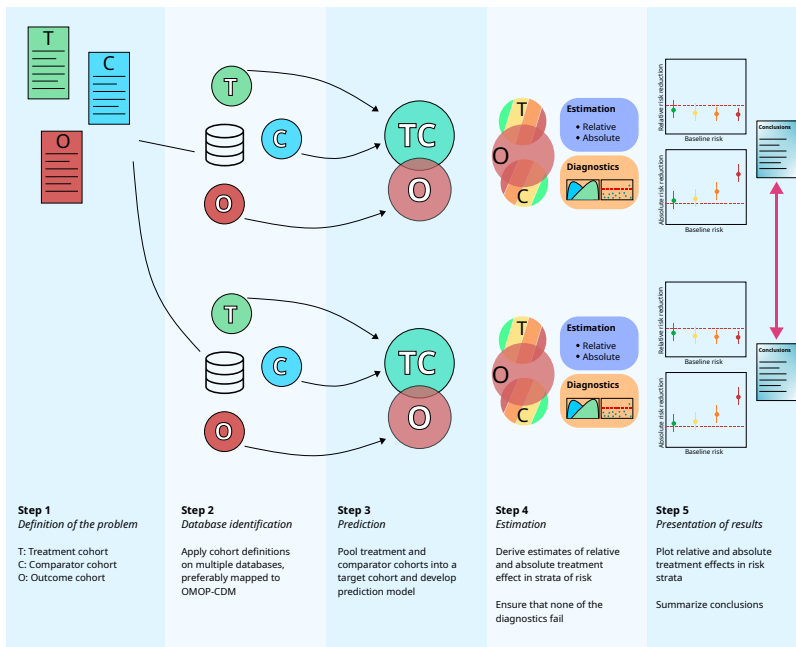 T
C
O
T
C
O
TC
O
T
O
C
Estimation
• Relative
• Absolute
Diagnostics
Relative risk reduction
Baseline risk
Absolute risk reduction
Baseline risk
Conclusions
T
C
O
TC
O
T
O
C
Estimation
• Relative
• Absolute
Diagnostics
Relative risk reduction
Baseline risk
Absolute risk reduction
Baseline risk
Conclusions
Step 1
Definition of the problem
T: Treatment cohort
C: Comparator cohort
O: Outcome cohort
Step 2
Database identification
Apply cohort definitions
on multiple databases,
preferably mapped to
OMOP-CDM
Step 3
Prediction
Pool treatment and
comparator cohorts into a
target cohort and develop
prediction model
Step 4
Estimation
Derive estimates of relative
and absolute treatment
effect in strata of risk
Ensure that none of the
diagnostics fail
Step 5
Presentation of results
Plot relative and absolute
treatment effects in risk
strata
Summarize conclusions